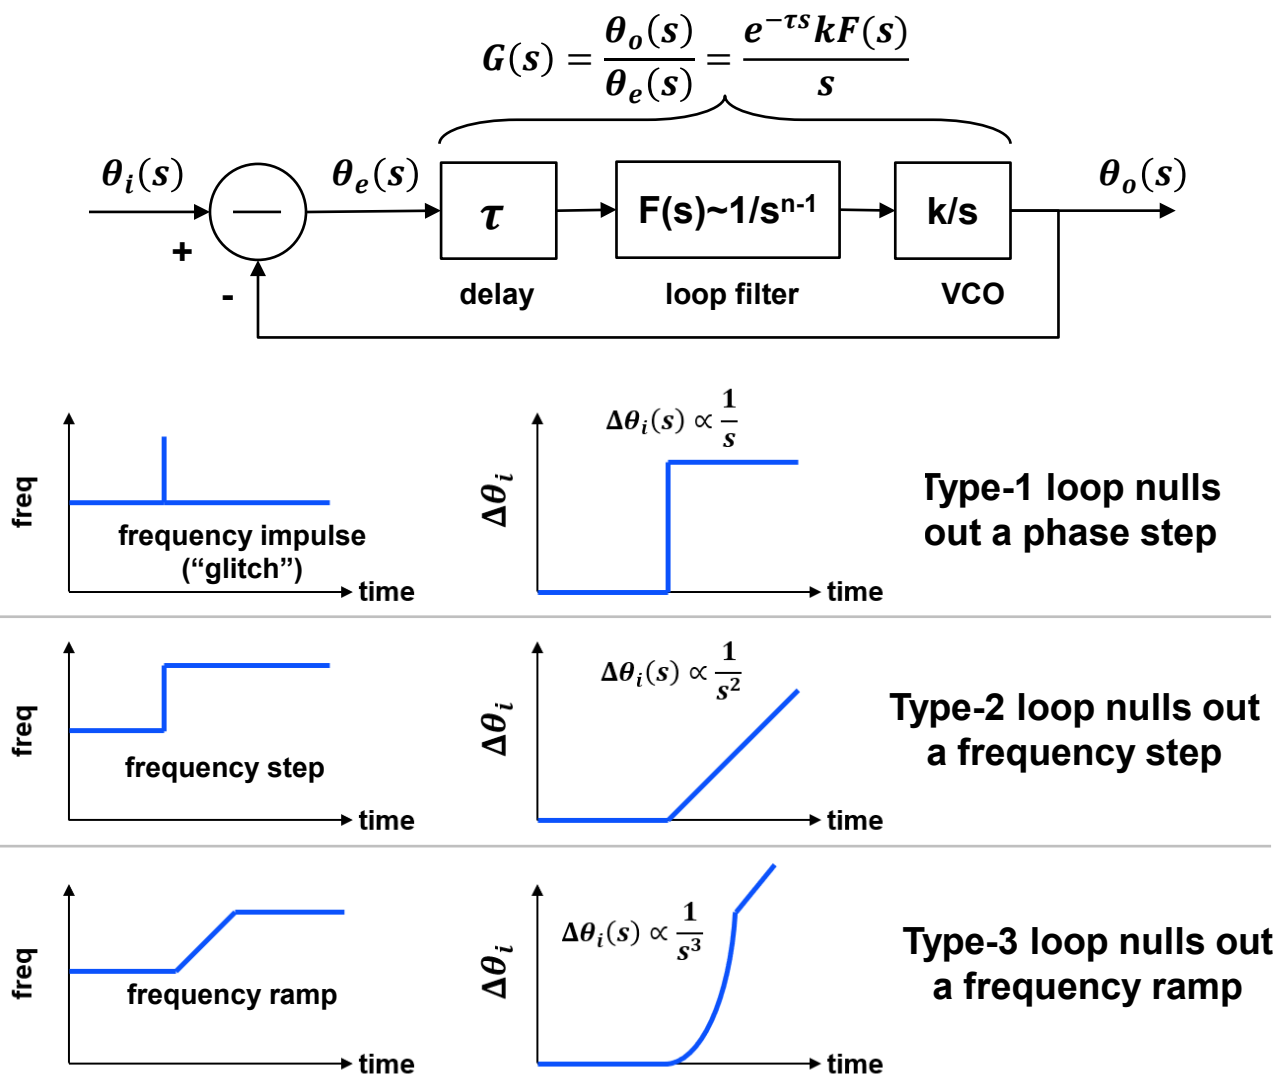 G(s) = θₒ(s)/θₑ(s) = e^{-τs}kF(s)/s
θᵢ(s)
θₑ(s)
θₒ(s)
+
-
—
τ
F(s)~1/sⁿ⁻¹
k/s
delay
loop filter
VCO
freq
frequency impulse
(“glitch”)
time
Δθᵢ
Δθᵢ(s) ∝ 1/s
time
Type-1 loop nulls
out a phase step
freq
frequency step
time
Δθᵢ
Δθᵢ(s) ∝ 1/s²
time
Type-2 loop nulls out
a frequency step
freq
frequency ramp
time
Δθᵢ
Δθᵢ(s) ∝ 1/s³
time
Type-3 loop nulls out
a frequency ramp